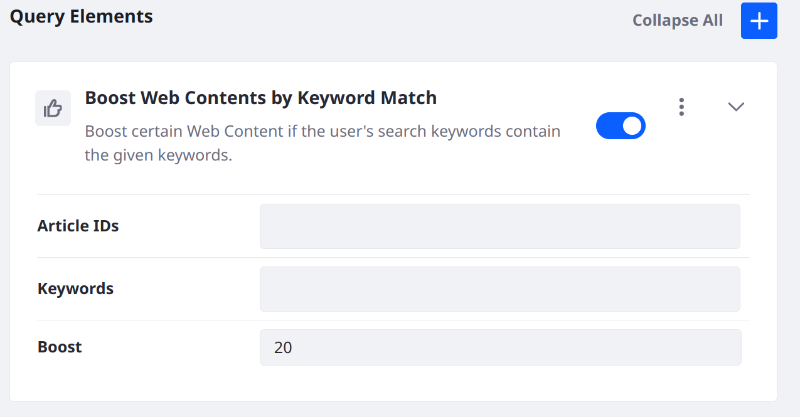 Query Elements
Collapse All
Boost Web Contents by Keyword Match
Boost certain Web Content if the user's search keywords contain
the given keywords.
Article IDs
Keywords
Boost
20